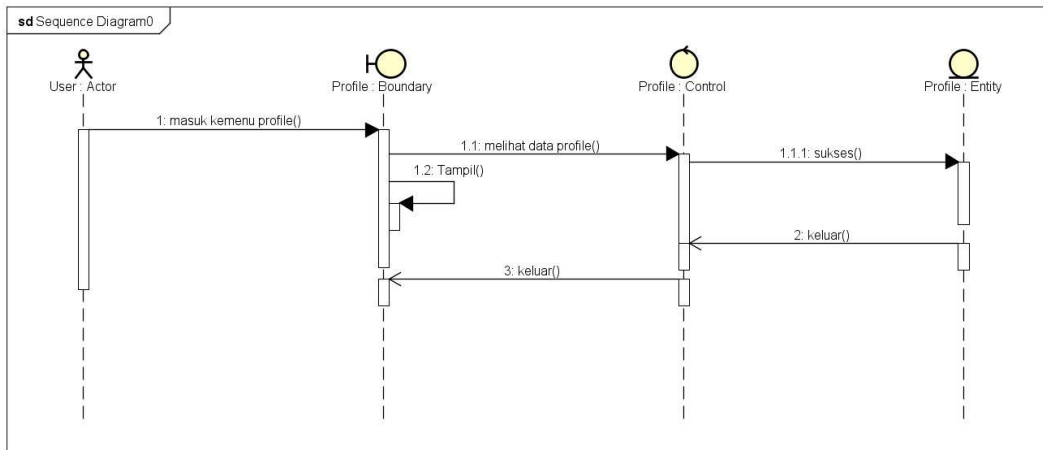 sd Sequence Diagram0
User : Actor
Profile : Boundary
Profile : Control
Profile : Entity
1: masuk kemenu profile()
1.1: melihat data profile()
1.1.1: sukses()
1.2: Tampil()
2: keluar()
3: keluar()